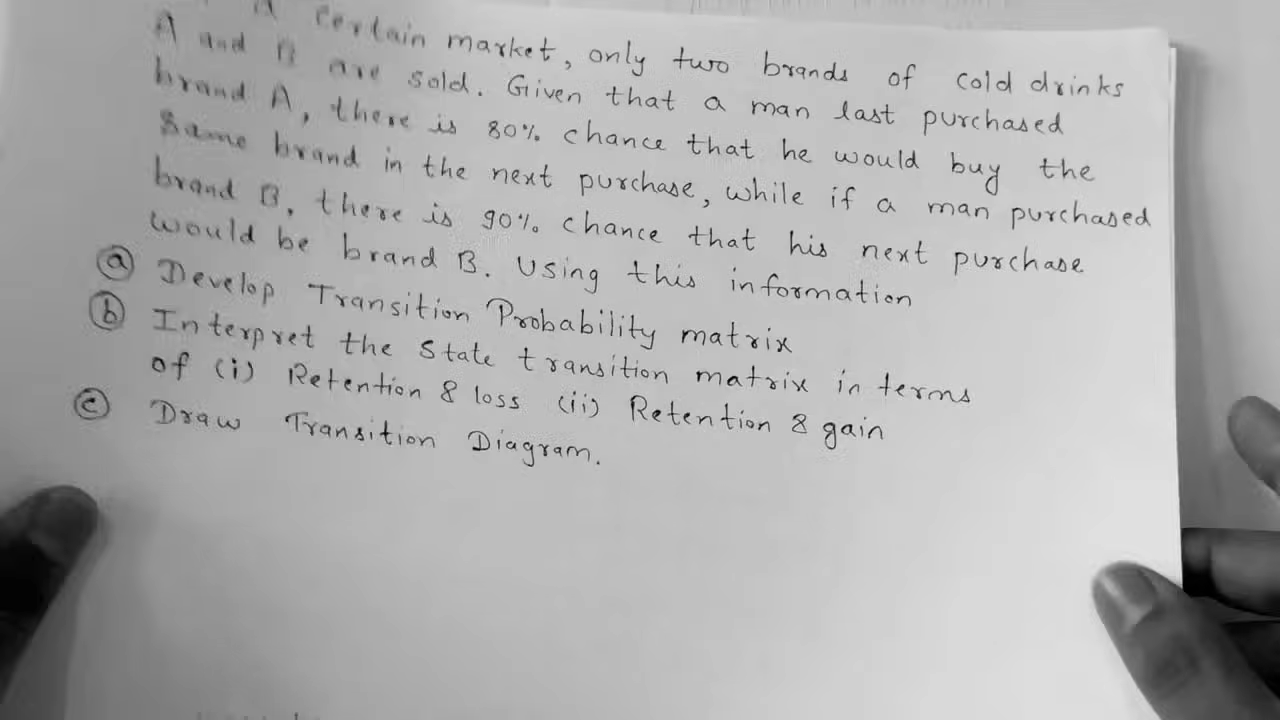 a certain market, only two brands of cold drinks
A and B are sold. Given that a man last purchased
brand A, there is 80% chance that he would buy the
same brand in the next purchase, while if a man purchased
brand B, there is 90% chance that his next purchase
would be brand B. Using this information
(a) Develop Transition Probability matrix
(b) Interpret the State transition matrix in terms
of (i) Retention & loss (ii) Retention & gain
(c) Draw Transition Diagram.